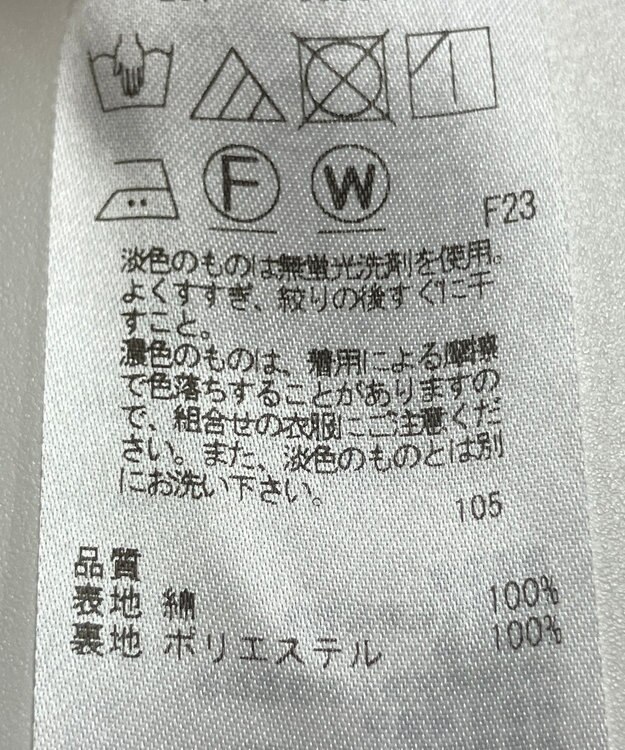 F
W
F23
淡色のものは無蛍光洗剤を使用。
よくすすぎ、絞りの後すぐに干
すこと。
濃色のものは、着用による摩擦
で色落ちすることがありますの
で、組合せの衣服にご注意くだ
さい。また、淡色のものとは別
にお洗い下さい。
105
品質
表地 綿 100%
裏地 ポリエステル 100%